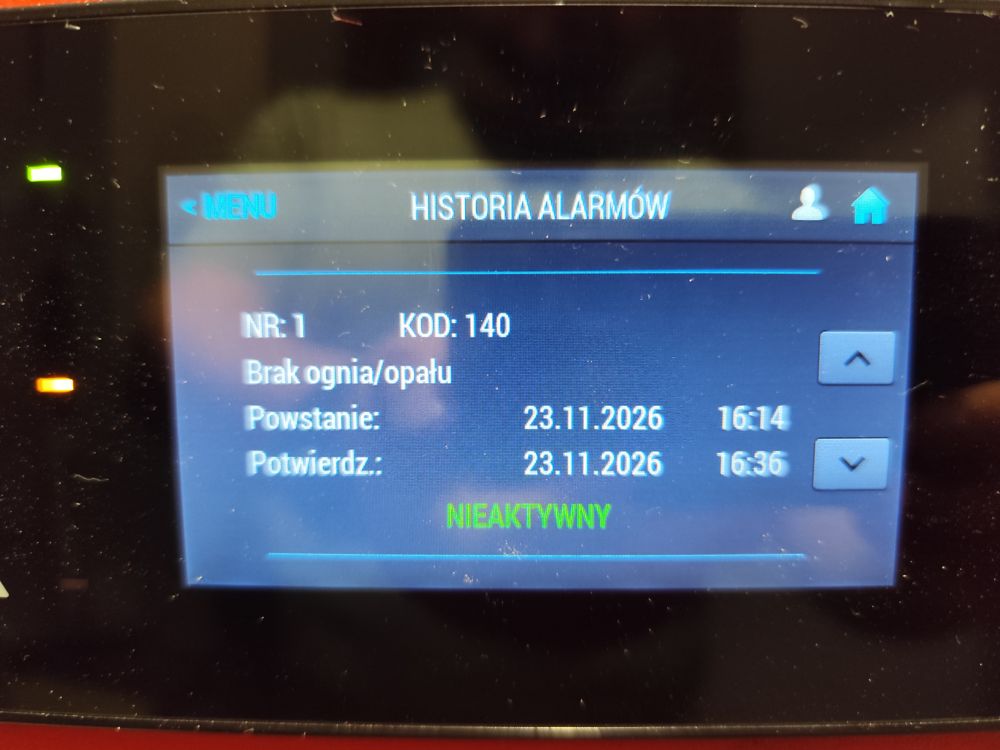 < MENU HISTORIA ALARMÓW
NR: 1 KOD: 140
Brak ognia/opału
Powstanie: 23.11.2026 16:14
Potwierdz.: 23.11.2026 16:36
NIEAKTYWNY